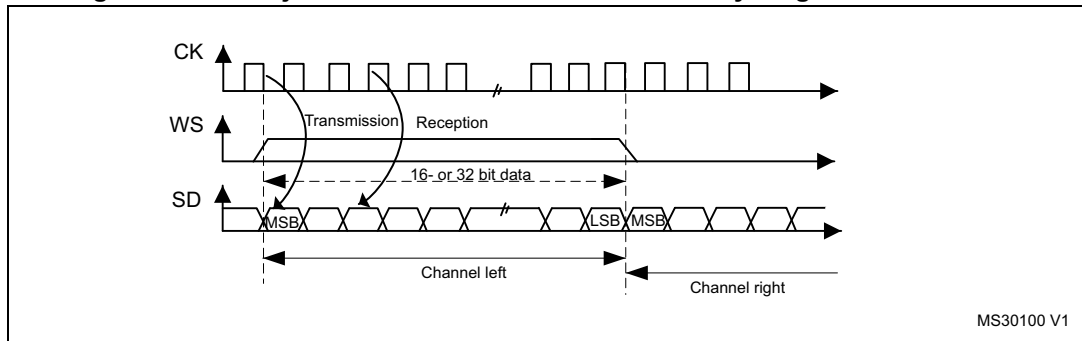 CK
Transmission
Reception
WS
16- or 32 bit data
SD
MSB
LSB
MSB
Channel left
Channel right
MS30100 V1